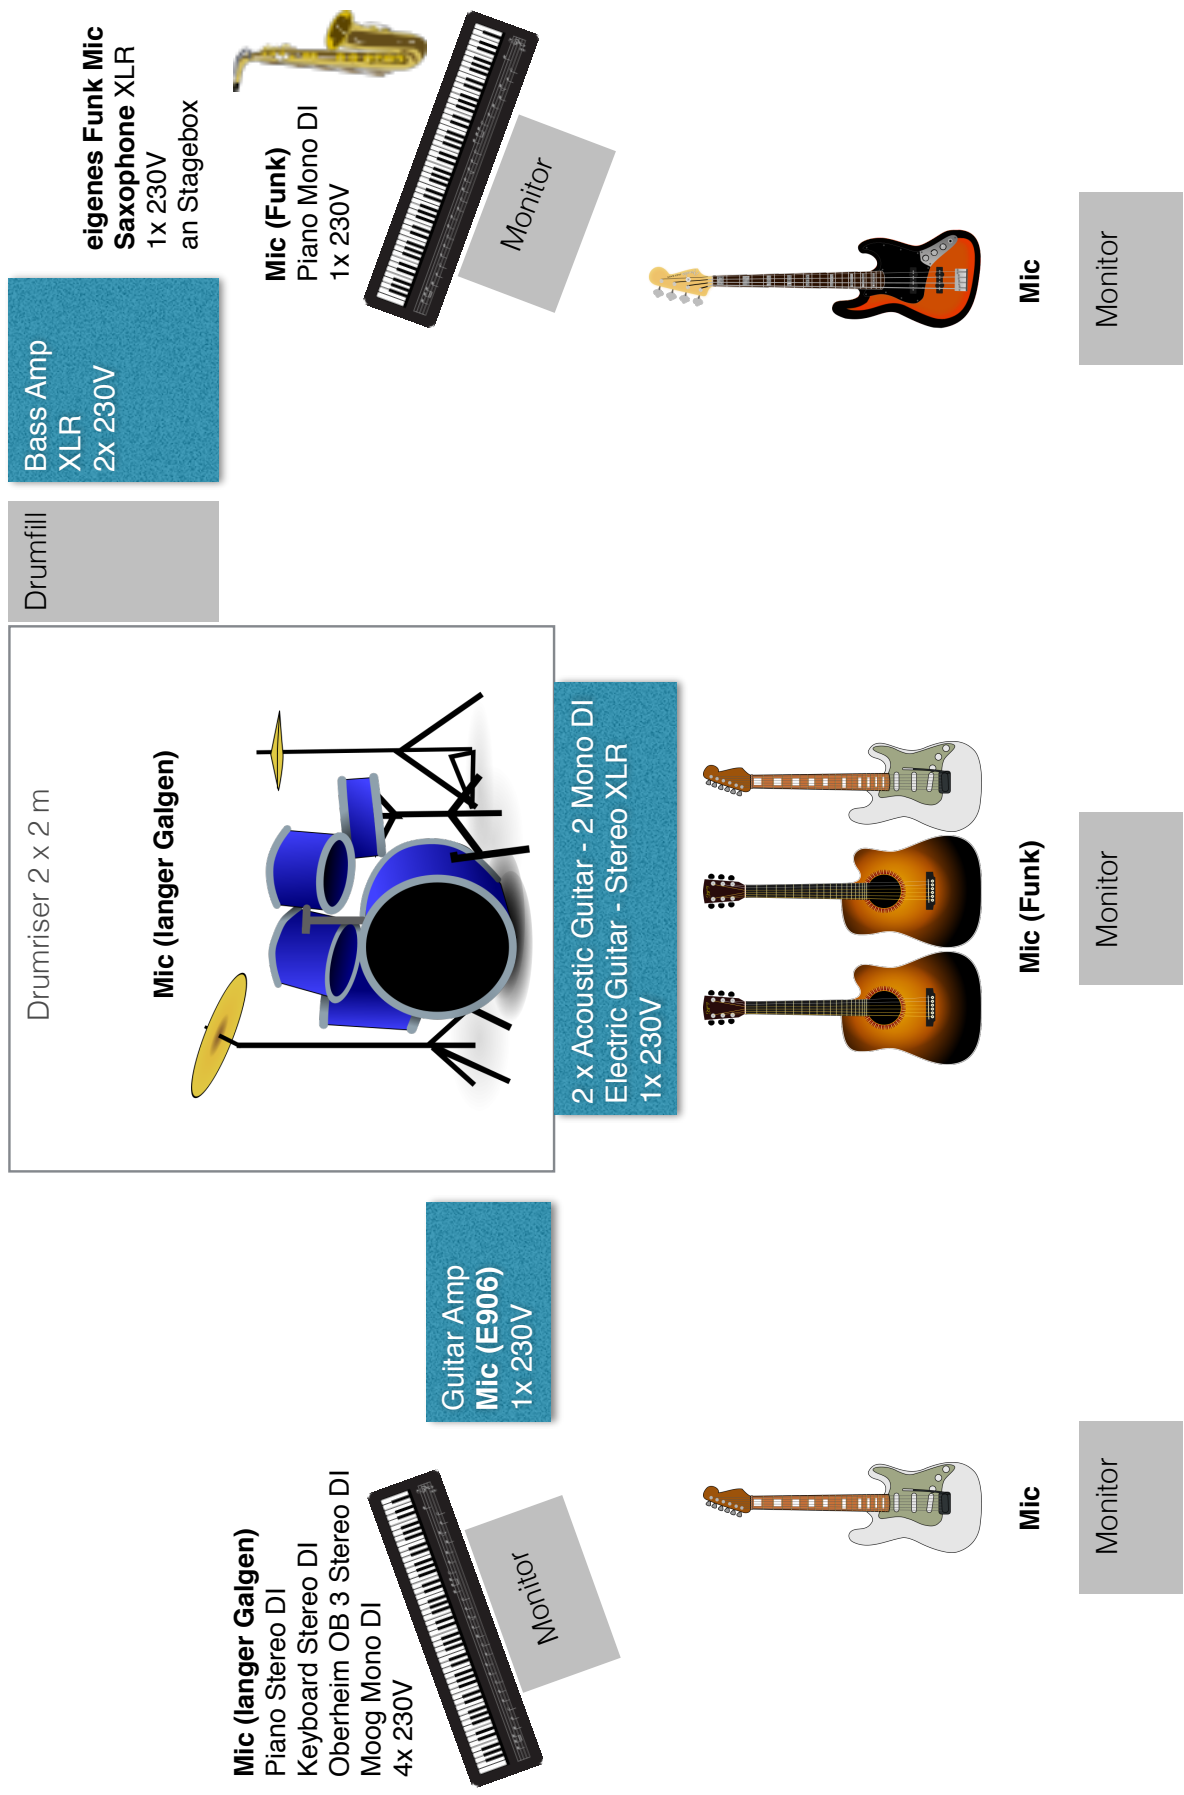 Drumriser 2 x 2 m
Drumfill
Bass Amp
XLR
2x 230V
eigenes Funk Mic
Saxophone XLR
1x 230V
an Stagebox
Mic (langer Galgen)
Mic (langer Galgen)
Piano Stereo DI
Keyboard Stereo DI
Oberheim OB 3 Stereo DI
Moog Mono DI
4x 230V
Mic (Funk)
Piano Mono DI
1x 230V
Guitar Amp
Mic (E906)
1x 230V
Monitor
Monitor
2 x Acoustic Guitar - 2 Mono DI
Electric Guitar - Stereo XLR
1x 230V
Mic
Mic (Funk)
Mic
Monitor
Monitor
Monitor